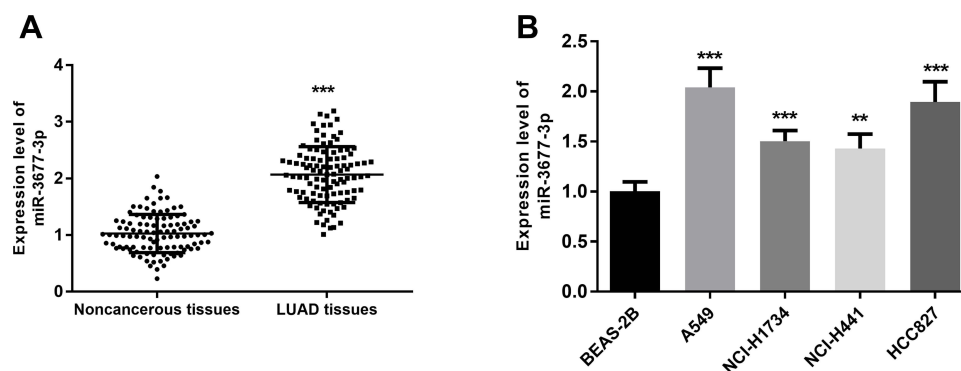 A
Expression level of
miR-3677-3p
4
3
2
1
0
***
Noncancerous tissues
LUAD tissues
B
Expression level of
miR-3677-3p
2.5
2.0
1.5
1.0
0.5
0.0
***
***
**
***
BEAS-2B
A549
NCI-H1734
NCI-H441
HCC827